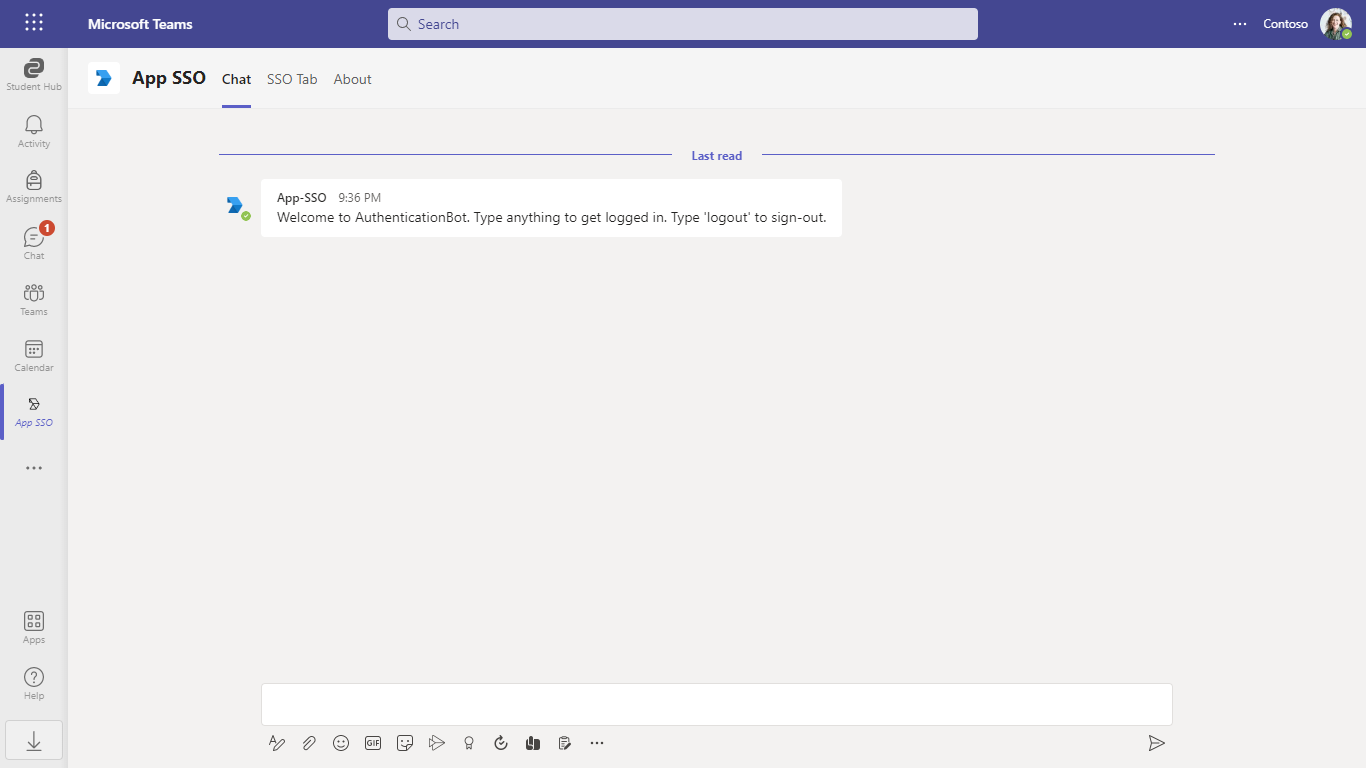 Microsoft Teams
Search
Contoso
Student Hub
Activity
Assignments
1
Chat
Teams
Calendar
App SSO
Apps
Help
App SSO
Chat
SSO Tab
About
Last read
App-SSO 9:36 PM
Welcome to AuthenticationBot. Type anything to get logged in. Type 'logout' to sign-out.
GIF